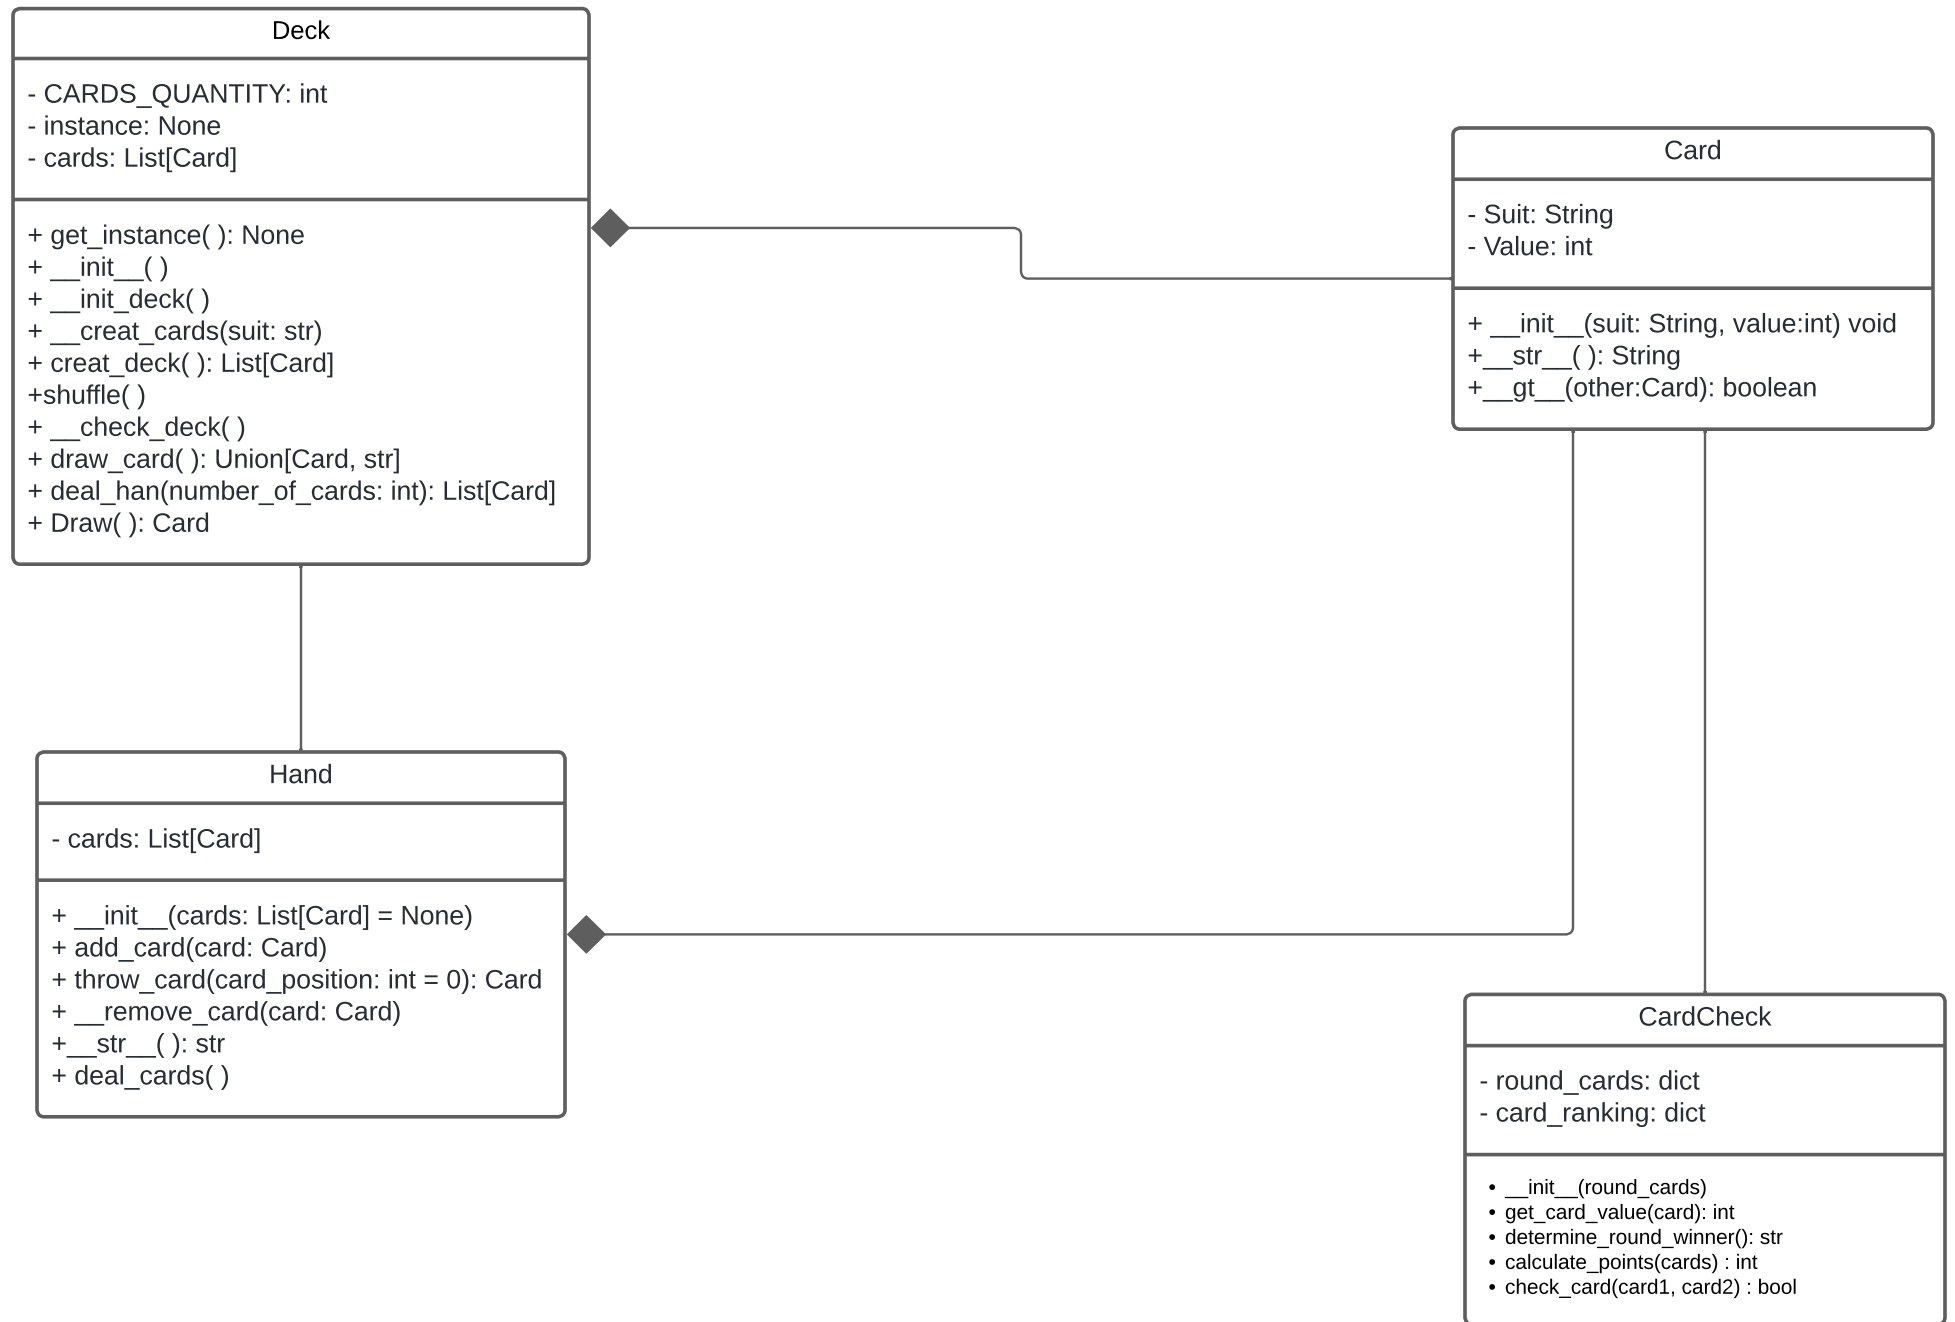 Deck
- CARDS_QUANTITY: int
- instance: None
- cards: List[Card]
+ get_instance( ): None
+ __init__( )
+ __init_deck( )
+ __creat_cards(suit: str)
+ creat_deck( ): List[Card]
+shuffle( )
+ __check_deck( )
+ draw_card( ): Union[Card, str]
+ deal_han(number_of_cards: int): List[Card]
+ Draw( ): Card
Card
- Suit: String
- Value: int
+ __init__(suit: String, value:int) void
+__str__( ): String
+__gt__(other:Card): boolean
Hand
- cards: List[Card]
+ __init__(cards: List[Card] = None)
+ add_card(card: Card)
+ throw_card(card_position: int = 0): Card
+ __remove_card(card: Card)
+__str__( ): str
+ deal_cards( )
CardCheck
- round_cards: dict
- card_ranking: dict
• __init__(round_cards)
• get_card_value(card): int
• determine_round_winner(): str
• calculate_points(cards) : int
• check_card(card1, card2) : bool